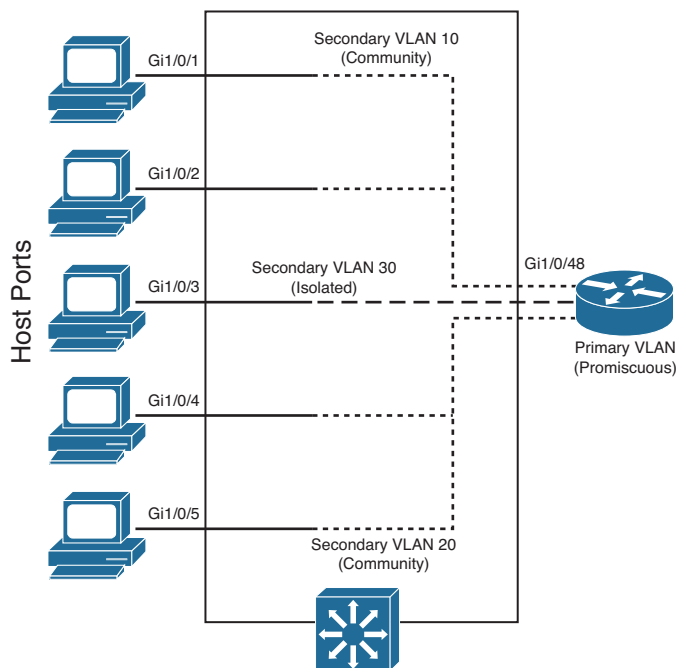 Host Ports
Gi1/0/1
Secondary VLAN 10
(Community)
Gi1/0/2
Gi1/0/3
Secondary VLAN 30
(Isolated)
Gi1/0/48
Primary VLAN
(Promiscuous)
Gi1/0/4
Gi1/0/5
Secondary VLAN 20
(Community)